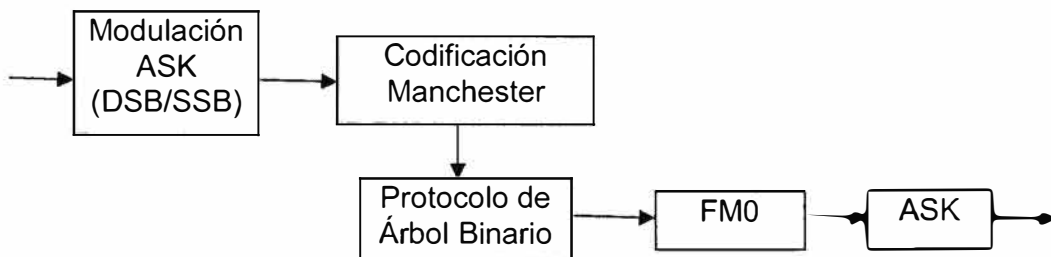 Modulación
ASK
(DSB/SSB)
Codificación
Manchester
Protocolo de
Árbol Binario
FM0
ASK